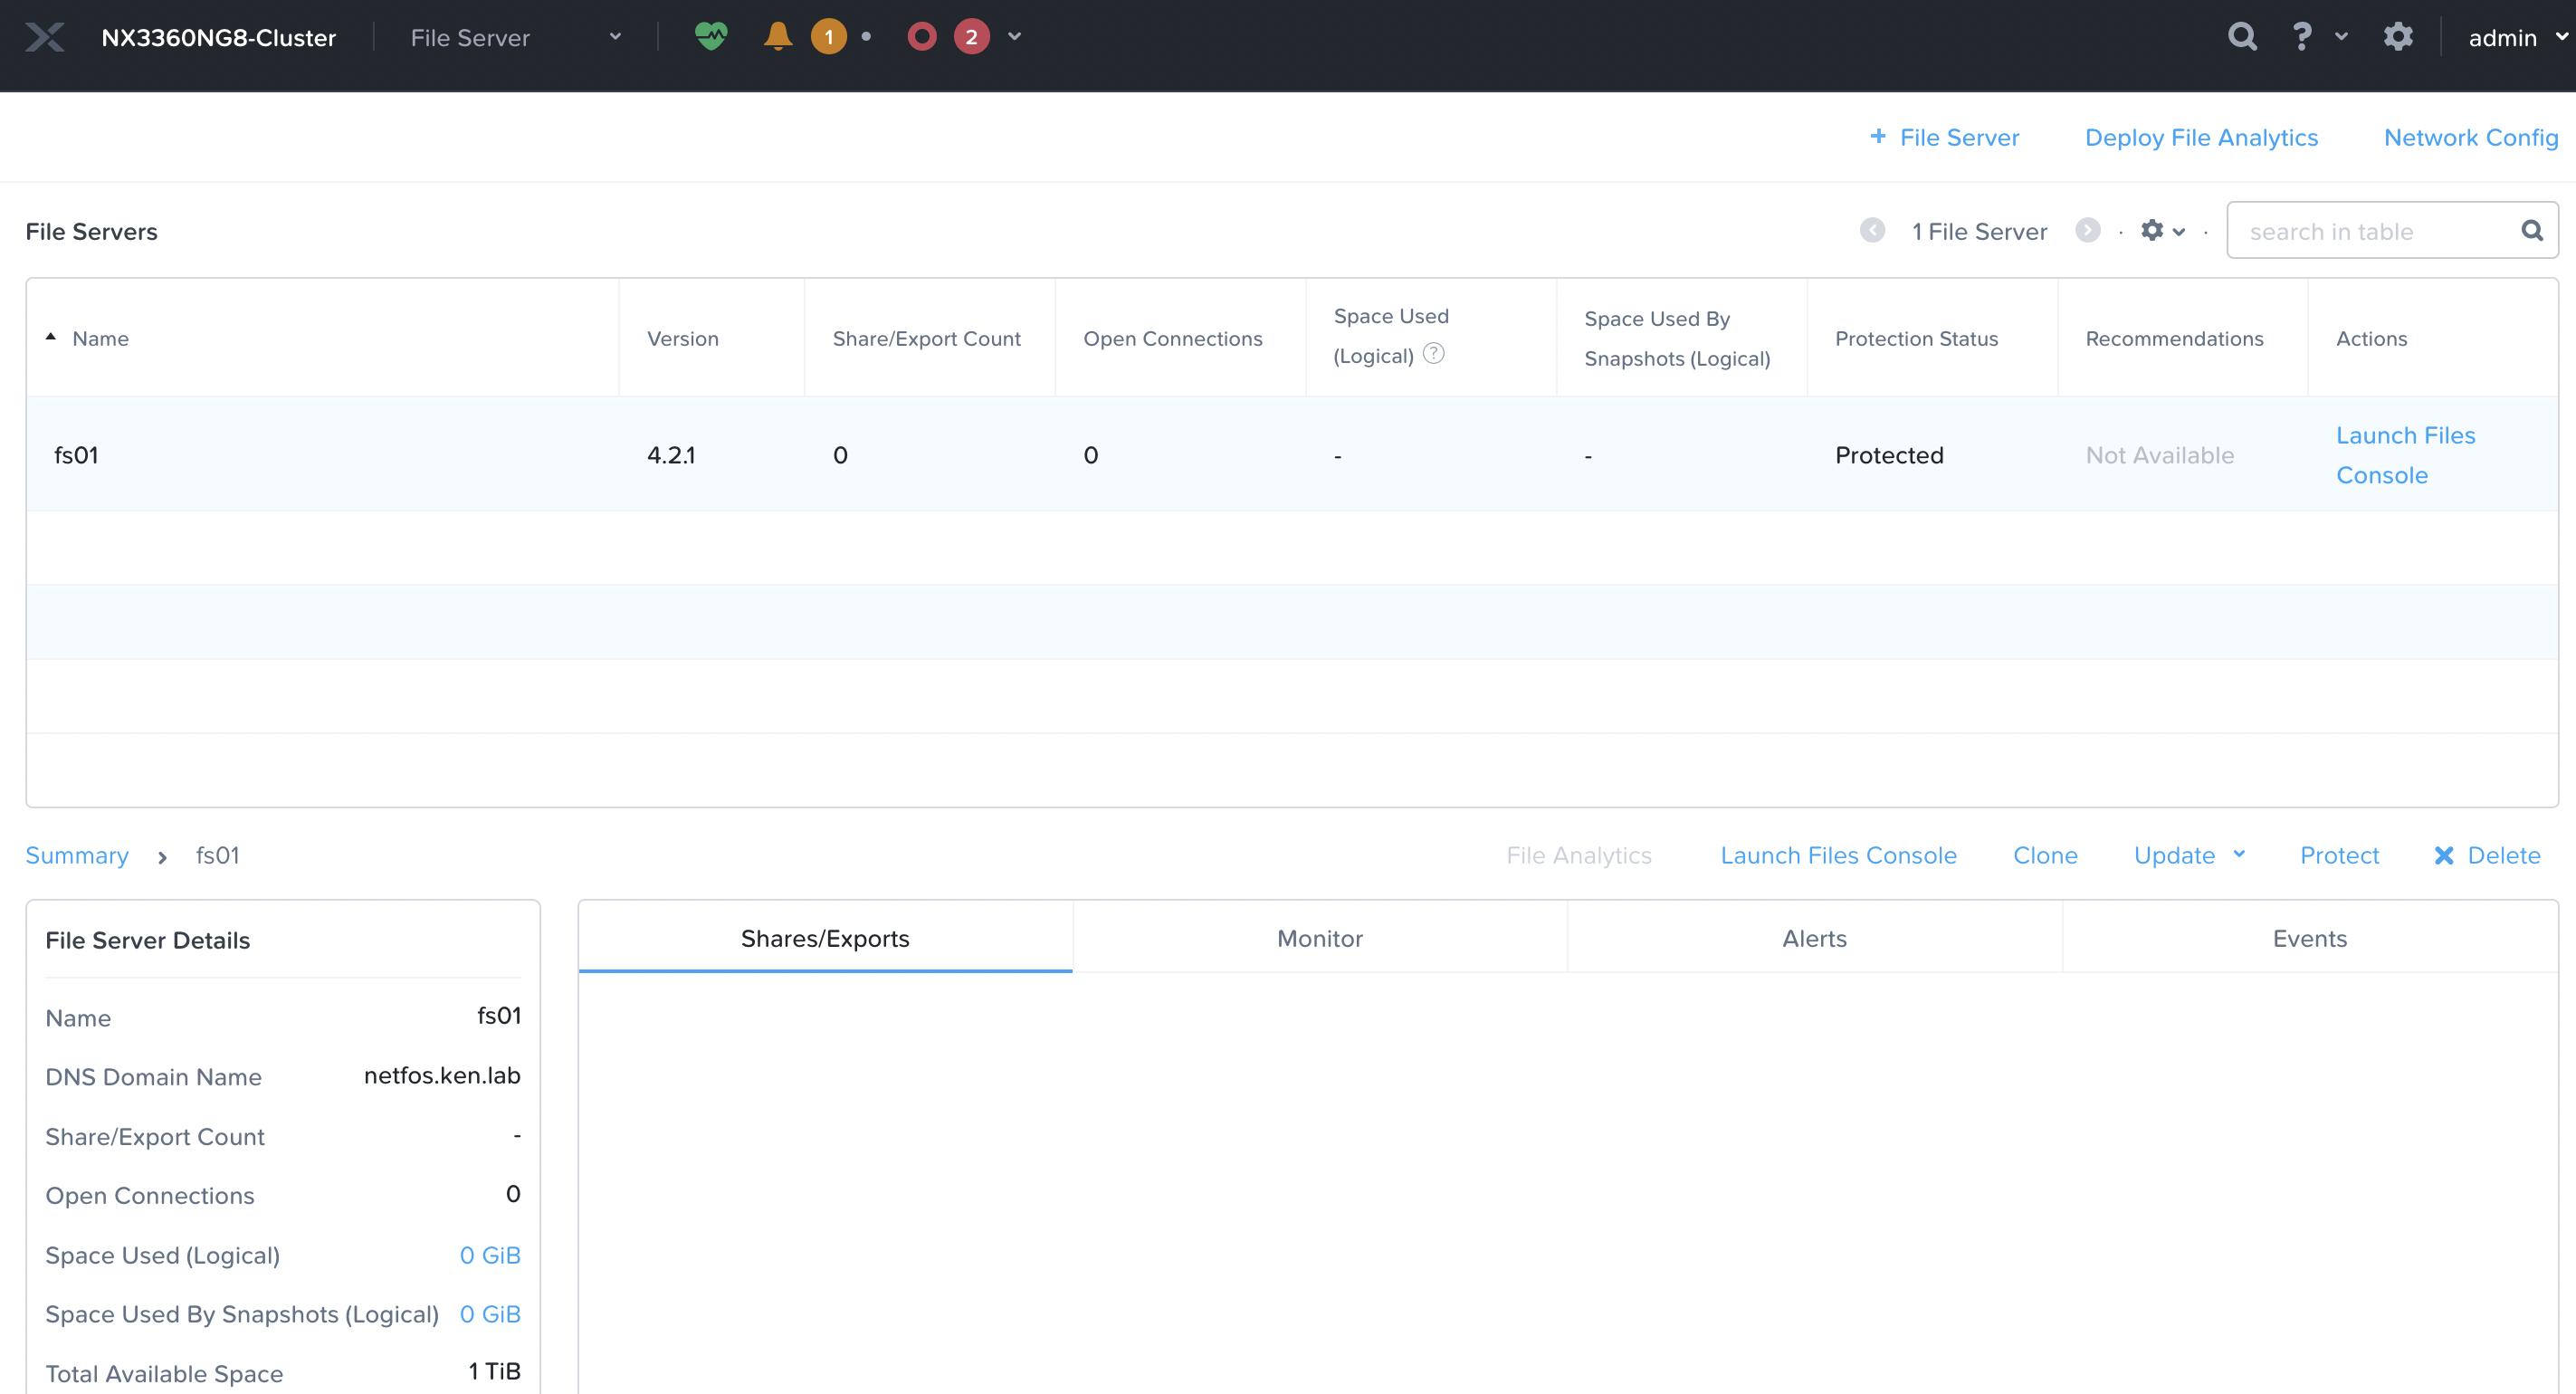 NX3360NG8-Cluster File Server 1 2 ? admin
+ File Server Deploy File Analytics Network Config
File Servers 1 File Server search in table
Name Version Share/Export Count Open Connections Space Used (Logical) ? Space Used By Snapshots (Logical) Protection Status Recommendations Actions
fs01 4.2.1 0 0 - - Protected Not Available Launch Files Console
Summary > fs01 File Analytics Launch Files Console Clone Update Protect Delete
File Server Details Shares/Exports Monitor Alerts Events
Name fs01
DNS Domain Name netfos.ken.lab
Share/Export Count -
Open Connections 0
Space Used (Logical) 0 GiB
Space Used By Snapshots (Logical) 0 GiB
Total Available Space 1 TiB